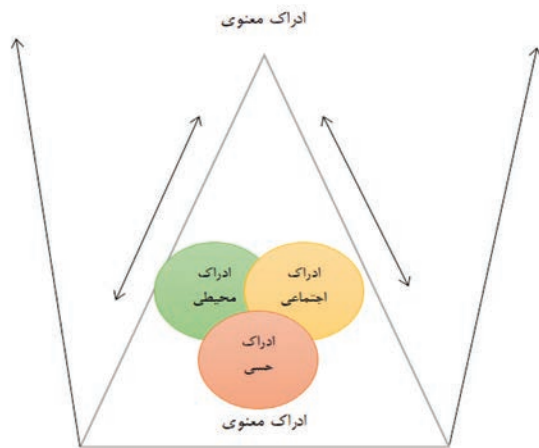 ادراک معنوی
ادراک
اجتماعی
ادراک
محیطی
ادراک
حسی
ادراک معنوی